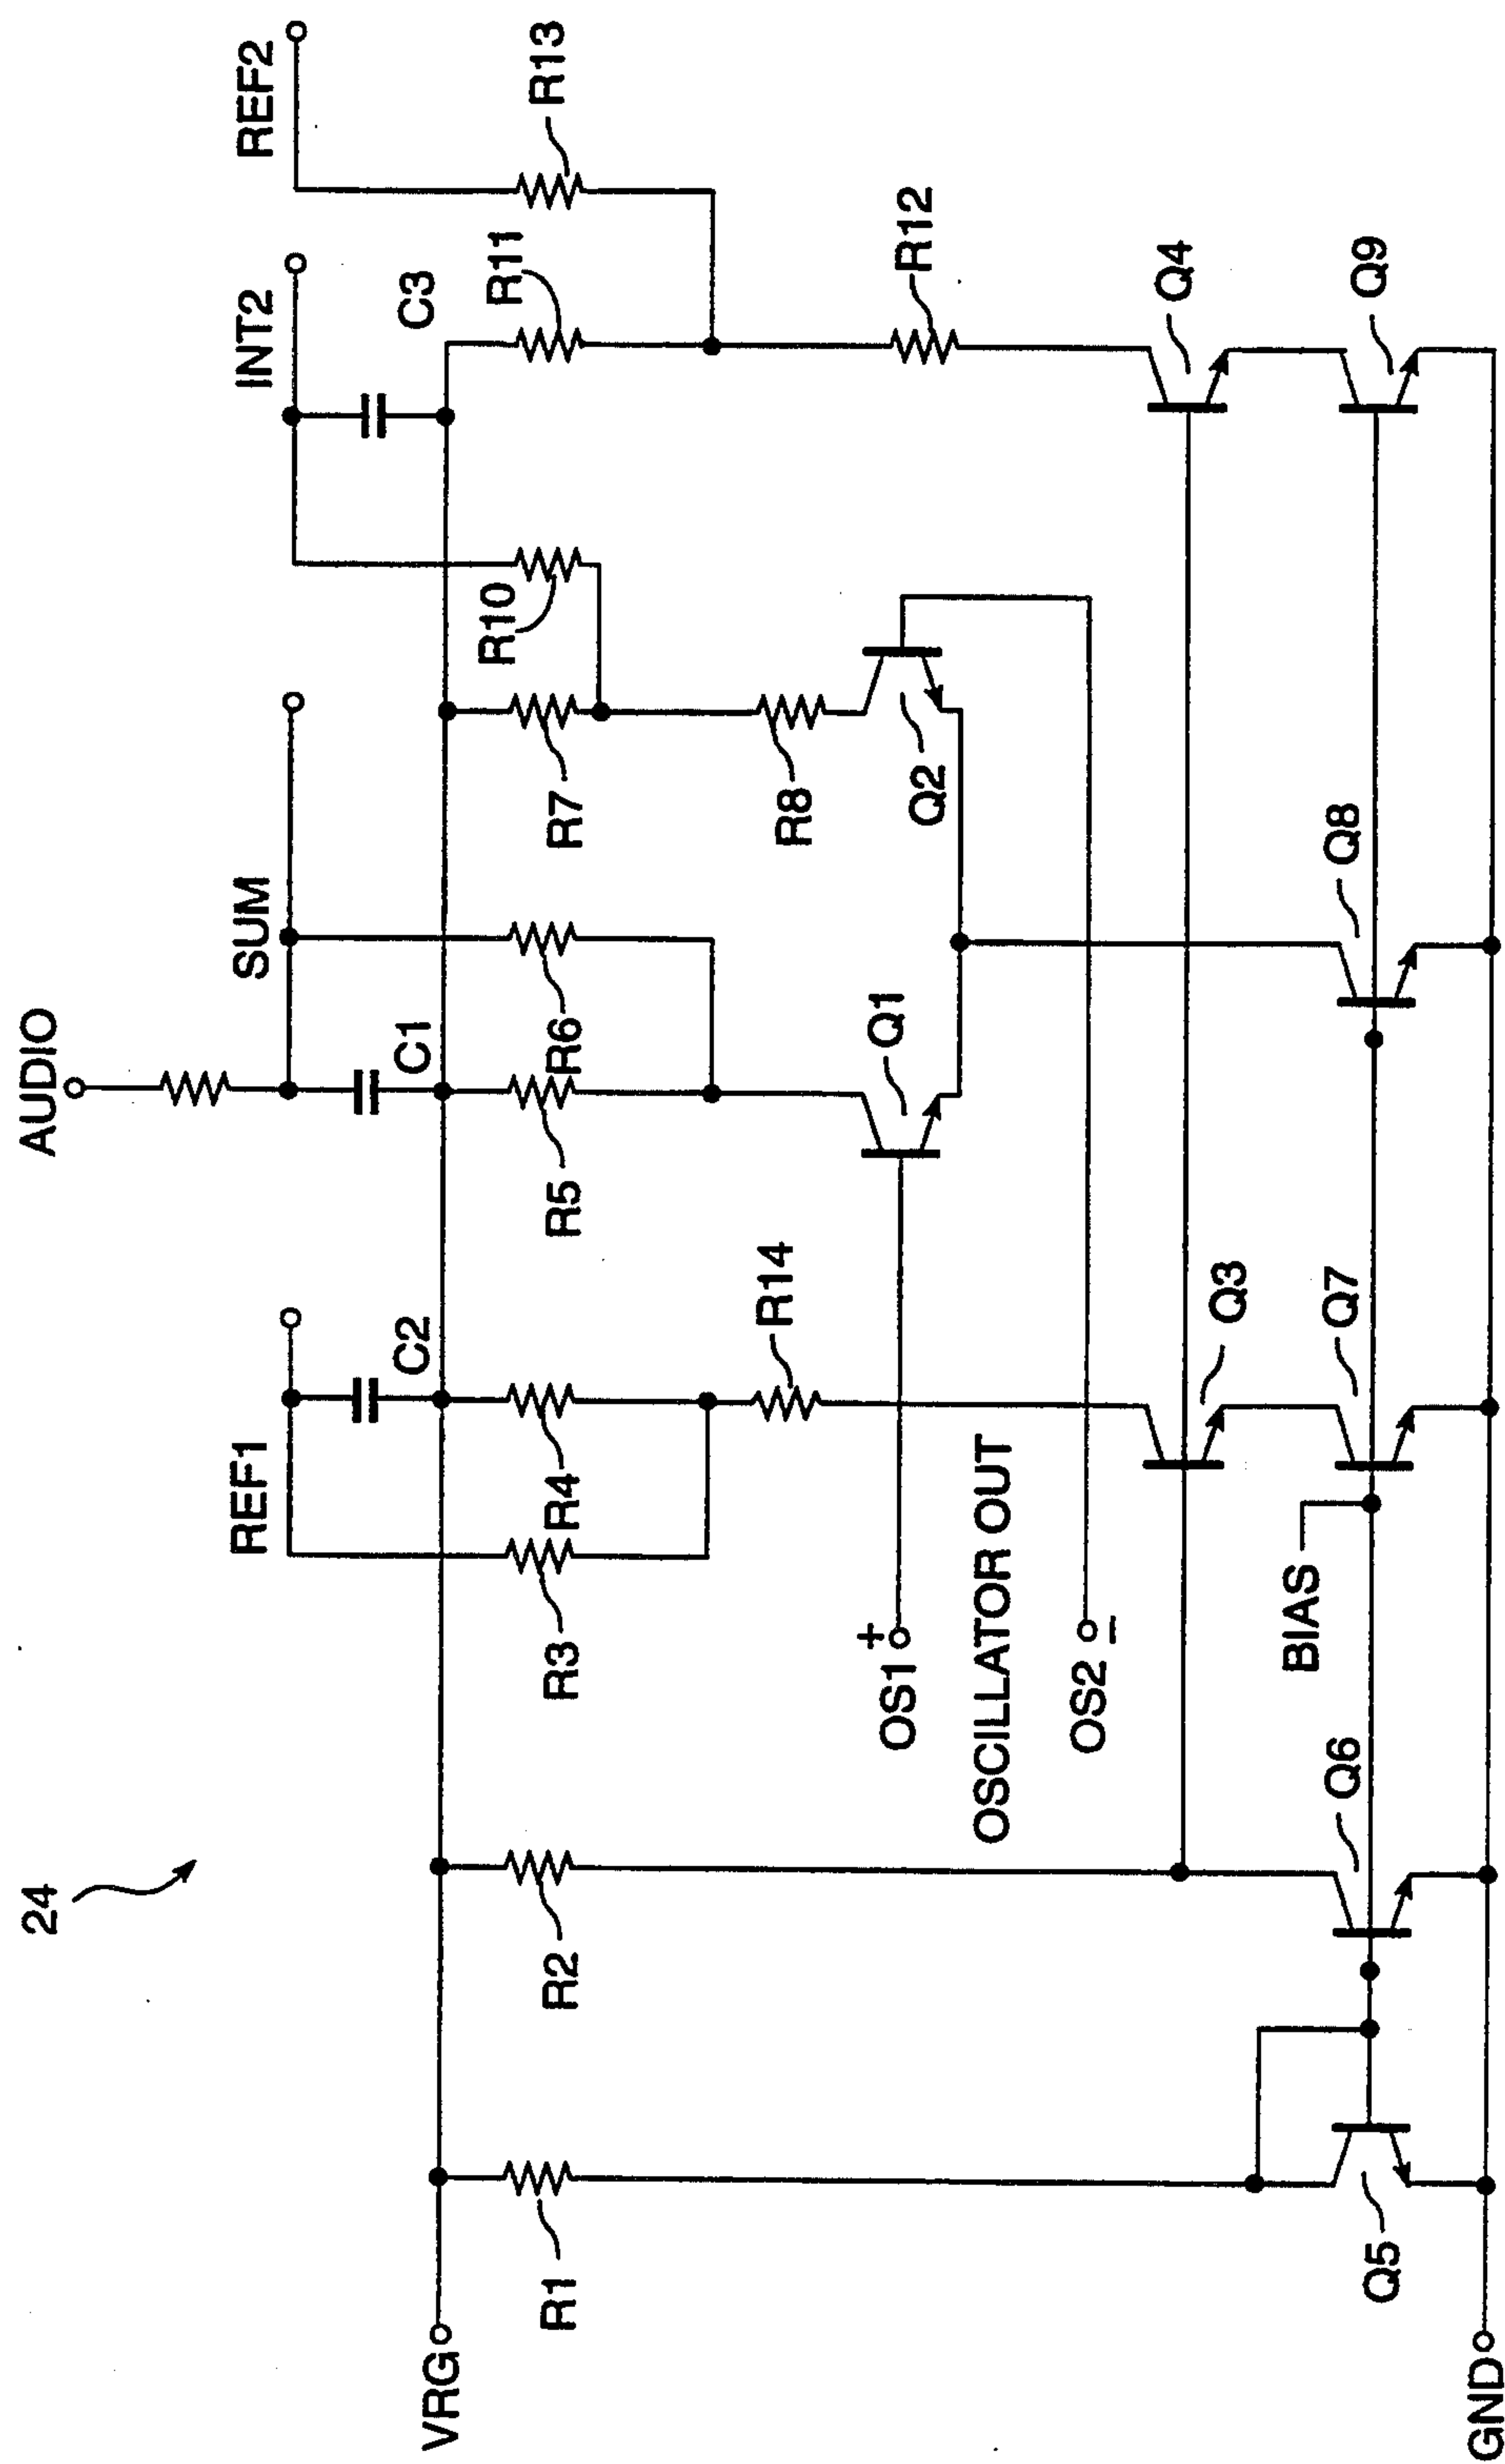 24
AUDIO
REF1
SUM
INT2
REF2
C2
C1
C3
VRG
R1
R2
R3
R4
R5
R6
R7
R10
R11
R13
R14
R8
R12
OS1 +
Q1
Q2
OSCILLATOR OUT
OS2 −
Q3
Q4
BIAS
Q5
Q6
Q7
Q8
Q9
GND